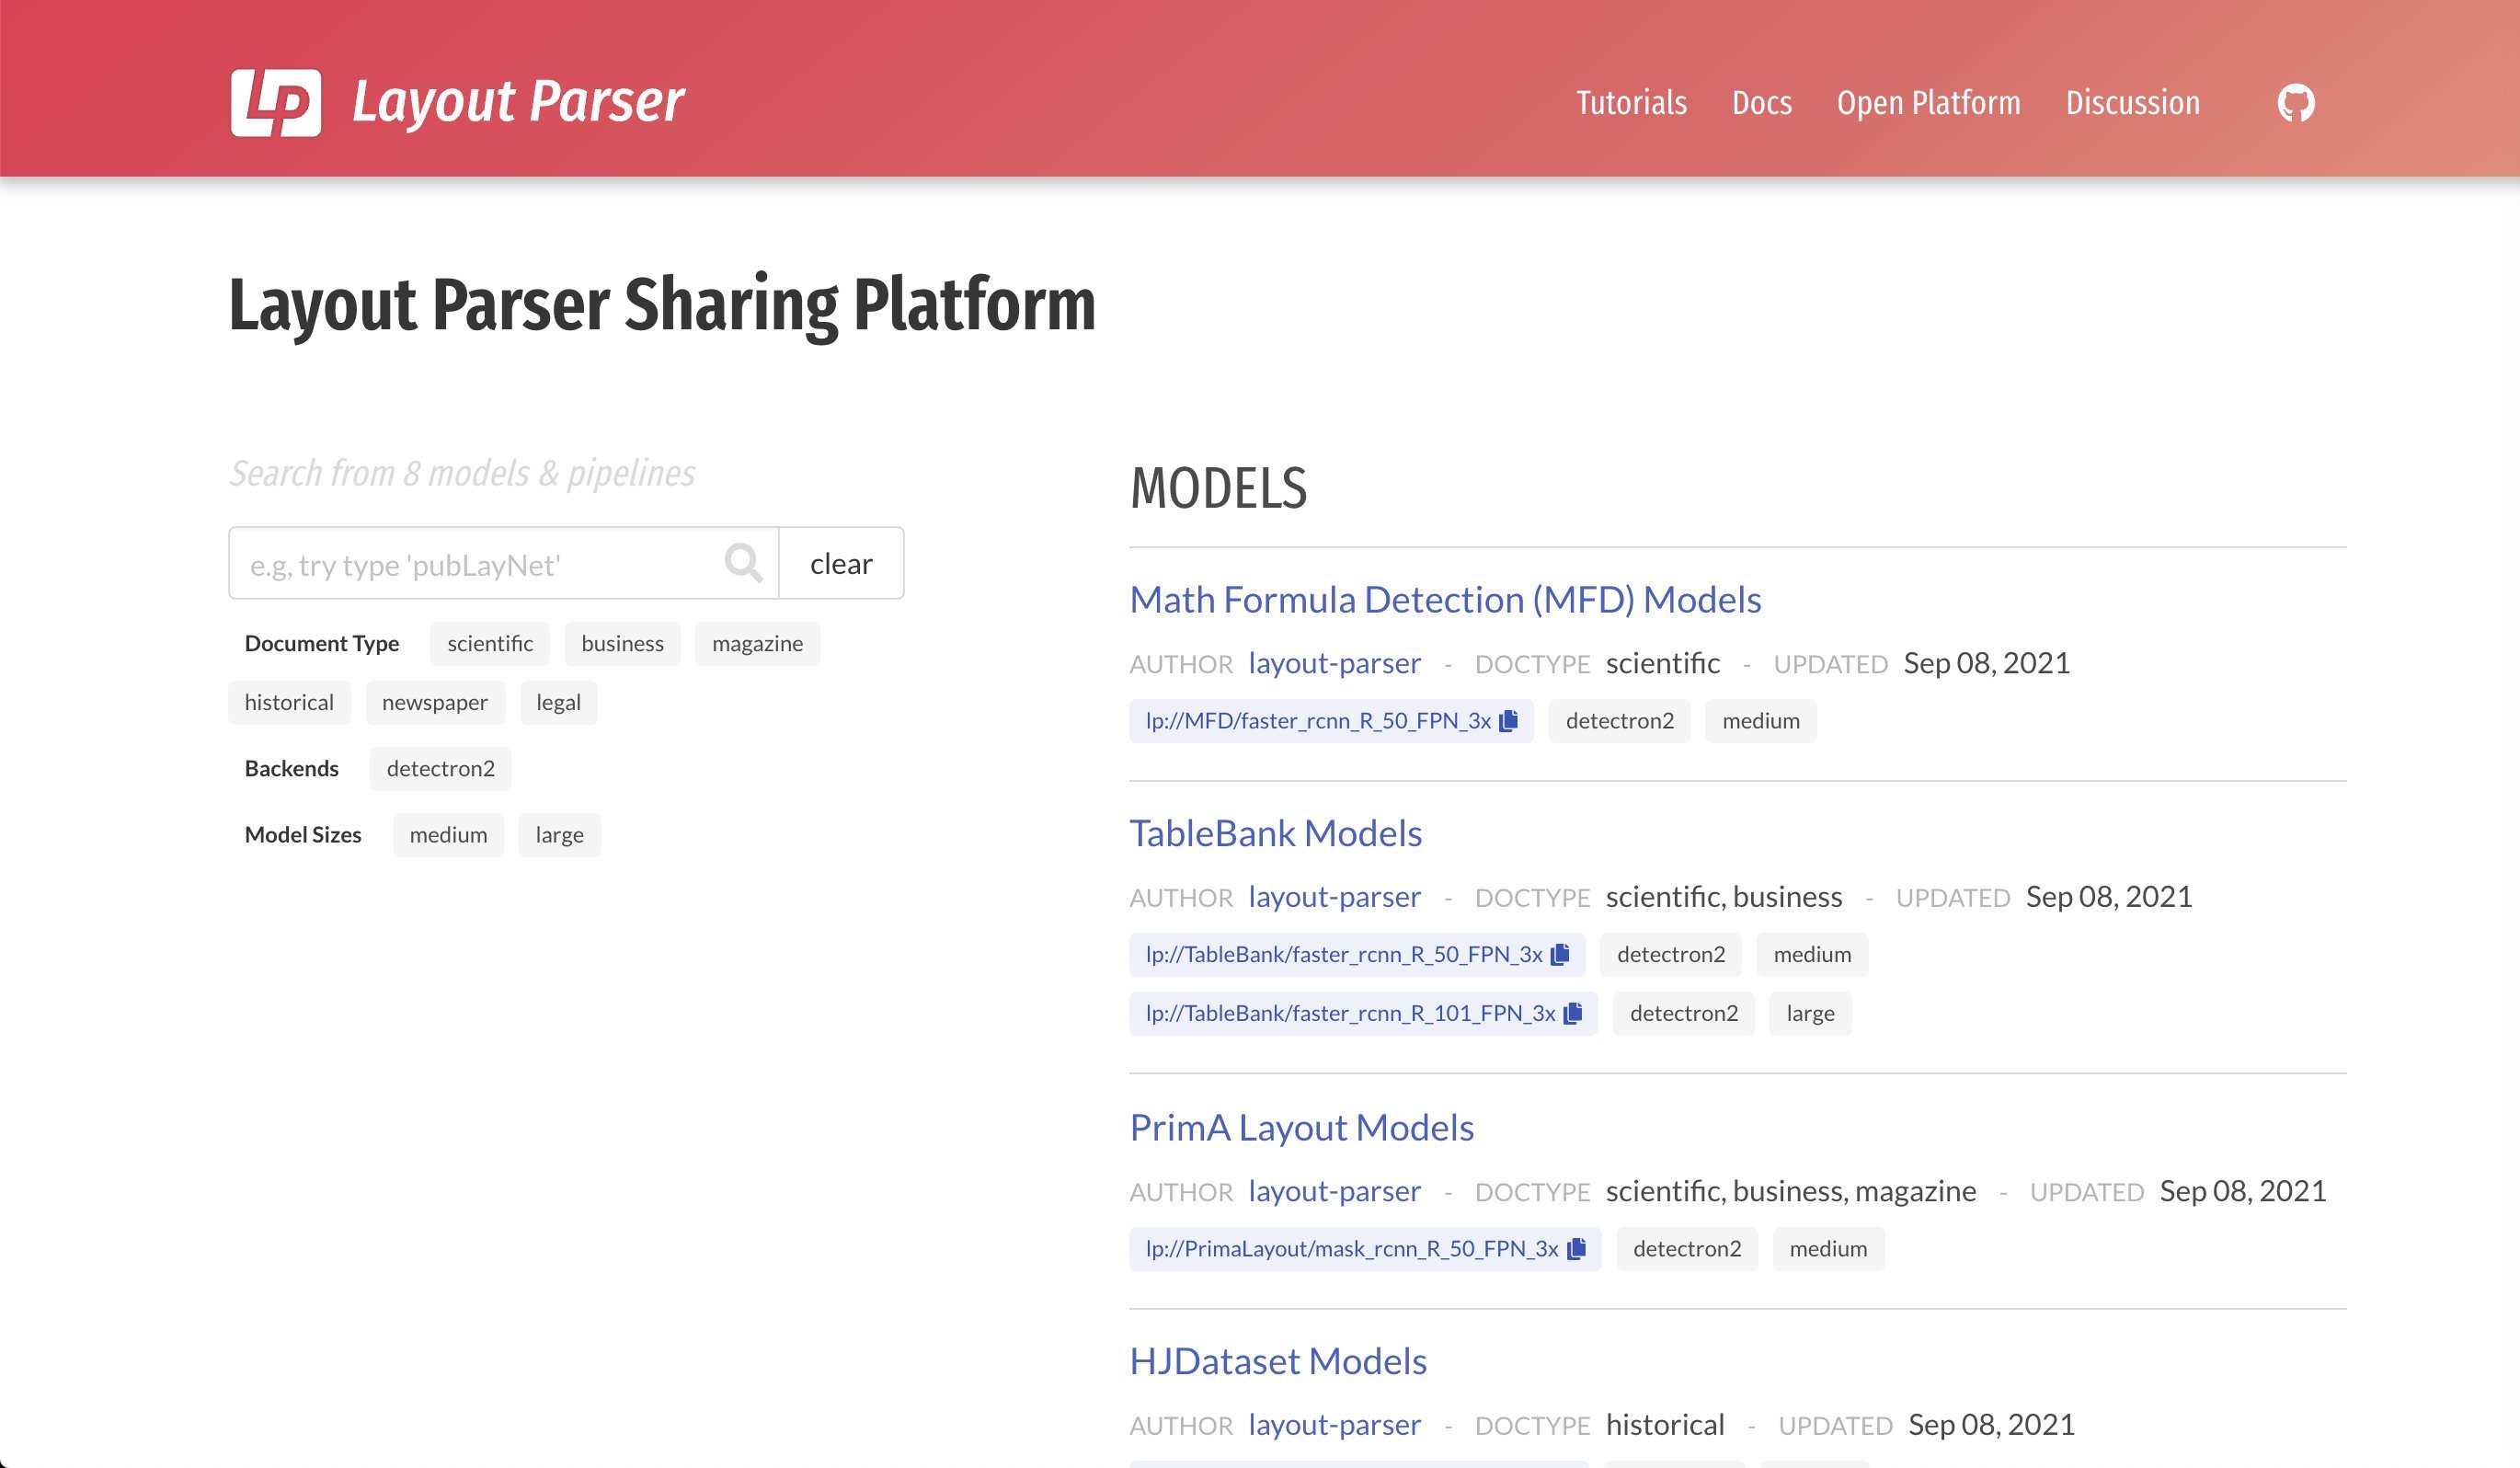 LP Layout Parser Tutorials Docs Open Platform Discussion
Layout Parser Sharing Platform
Search from 8 models & pipelines
e.g, try type 'pubLayNet' clear
Document Type scientific business magazine
historical newspaper legal
Backends detectron2
Model Sizes medium large
MODELS
Math Formula Detection (MFD) Models
AUTHOR layout-parser - DOCTYPE scientific - UPDATED Sep 08, 2021
lp://MFD/faster_rcnn_R_50_FPN_3x detectron2 medium
TableBank Models
AUTHOR layout-parser - DOCTYPE scientific, business - UPDATED Sep 08, 2021
lp://TableBank/faster_rcnn_R_50_FPN_3x detectron2 medium
lp://TableBank/faster_rcnn_R_101_FPN_3x detectron2 large
PrimA Layout Models
AUTHOR layout-parser - DOCTYPE scientific, business, magazine - UPDATED Sep 08, 2021
lp://PrimaLayout/mask_rcnn_R_50_FPN_3x detectron2 medium
HJDataset Models
AUTHOR layout-parser - DOCTYPE historical - UPDATED Sep 08, 2021